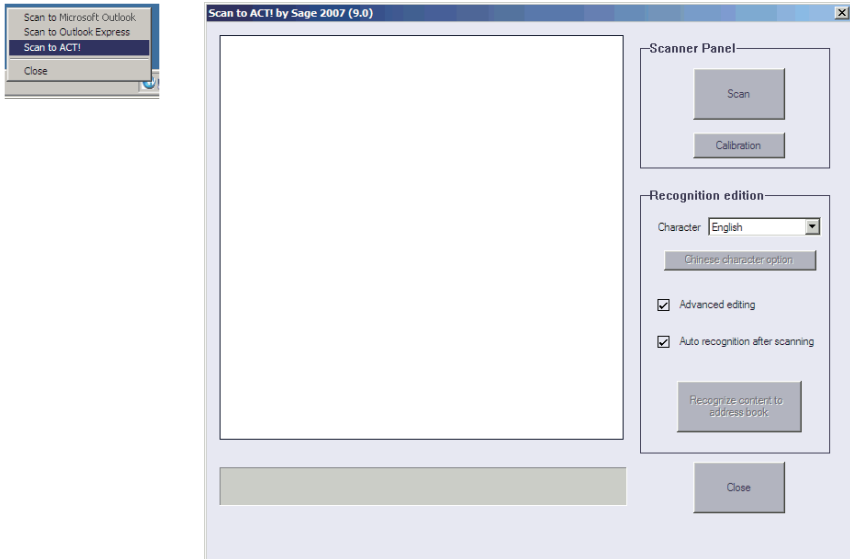 Scan to Microsoft Outlook
Scan to Outlook Express
Scan to ACT!
Close
Scan to ACT! by Sage 2007 (9.0)
Scanner Panel
Scan
Calibration
Recognition edition
Character English
Chinese character option
Advanced editing
Auto recognition after scanning
Recognize content to
address book
Close